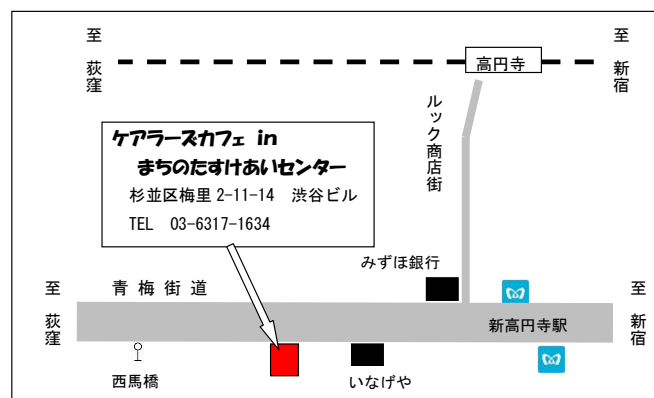 至
荻窪
高円寺
至
新宿
ルック商店街
ケアラーズカフェ in
まちのたすけあいセンター
杉並区梅里 2-11-14　渋谷ビル
TEL　03-6317-1634
みずほ銀行
至
荻窪
青梅街道
新高円寺駅
至
新宿
西馬橋
いなげや